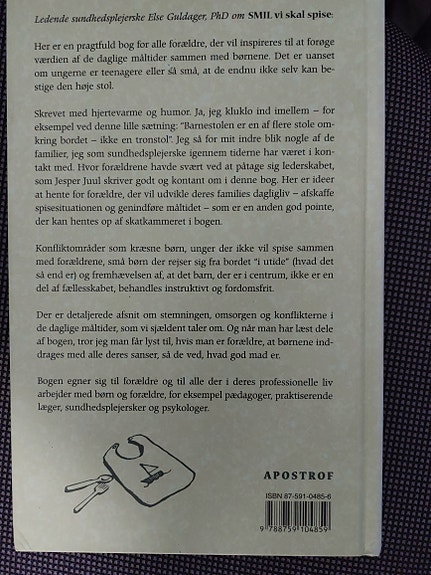 Ledende sundhedsplejerske Else Guldager, PhD om SMIL vi skal spise:
Her er en pragtfuld bog for alle forældre, der vil inspireres til at forøge
værdien af de daglige måltider sammen med børnene. Det er uanset
om ungerne er teenagere eller så små, at de endnu ikke selv kan be-
stige den høje stol.
Skrevet med hjertevarme og humor. Ja, jeg kluklo ind imellem – for
eksempel ved denne lille sætning: "Barnestolen er en af flere stole om-
kring bordet – ikke en tronstol". Jeg så for mit indre blik nogle af de
familier, jeg som sundhedsplejerske igennem tiderne har været i kon-
takt med. Hvor forældrene havde svært ved at påtage sig lederskabet,
som Jesper Juul skriver godt og kontant om i denne bog. Her er ideer
at hente for forældre, der vil udvikle deres families dagligliv – afskaffe
spisesituationen og genindføre måltidet – som er en anden god pointe,
der kan hentes op af skatkammeret i bogen.
Konfliktområder som kræsne børn, unger der ikke vil spise sammen
med forældrene, små børn der rejser sig fra bordet "i utide" (hvad det
så end er) og fremhævelsen af, at det barn, der er i centrum, ikke er en
del af fællesskabet, behandles instruktivt og fordomsfrit.
Der er detaljerede afsnit om stemningen, omsorgen og konflikterne i
de daglige måltider, som vi sjældent taler om. Og når man har læst dele
af bogen, tror jeg man får lyst til, hvis man er forældre, at børnene ind-
drages med alle deres sanser, så de ved, hvad god mad er.
Bogen egner sig til forældre og til alle der i deres professionelle liv
arbejder med børn og forældre, for eksempel pædagoger, praktiserende
læger, sundhedsplejersker og psykologer.
APOSTROF
ISBN 87-591-0485-6
9 788759 104859